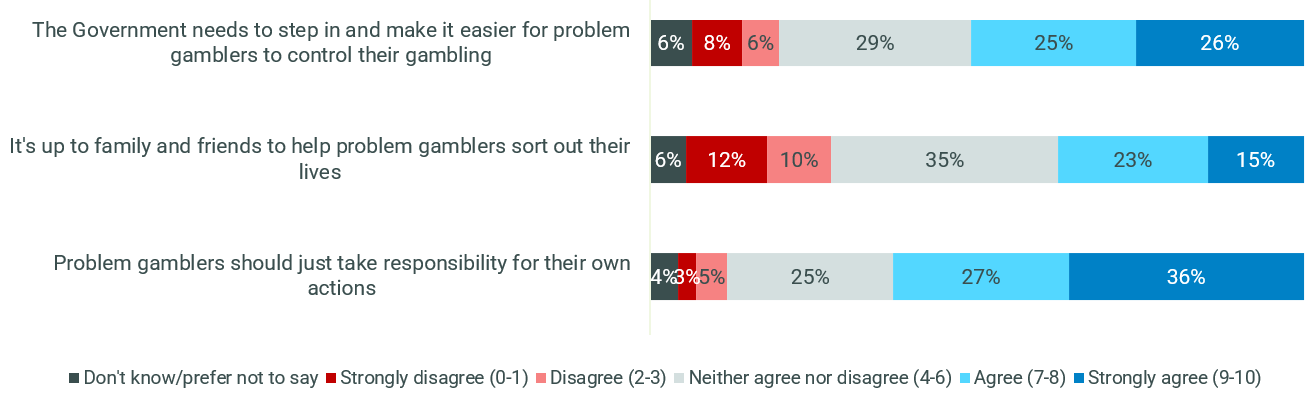 The Government needs to step in and make it easier for problem
gamblers to control their gambling
6% 8% 6% 29% 25% 26%
It's up to family and friends to help problem gamblers sort out their
lives
6% 12% 10% 35% 23% 15%
Problem gamblers should just take responsibility for their own
actions
4% 3% 5% 25% 27% 36%
Don't know/prefer not to say Strongly disagree (0-1) Disagree (2-3) Neither agree nor disagree (4-6) Agree (7-8) Strongly agree (9-10)